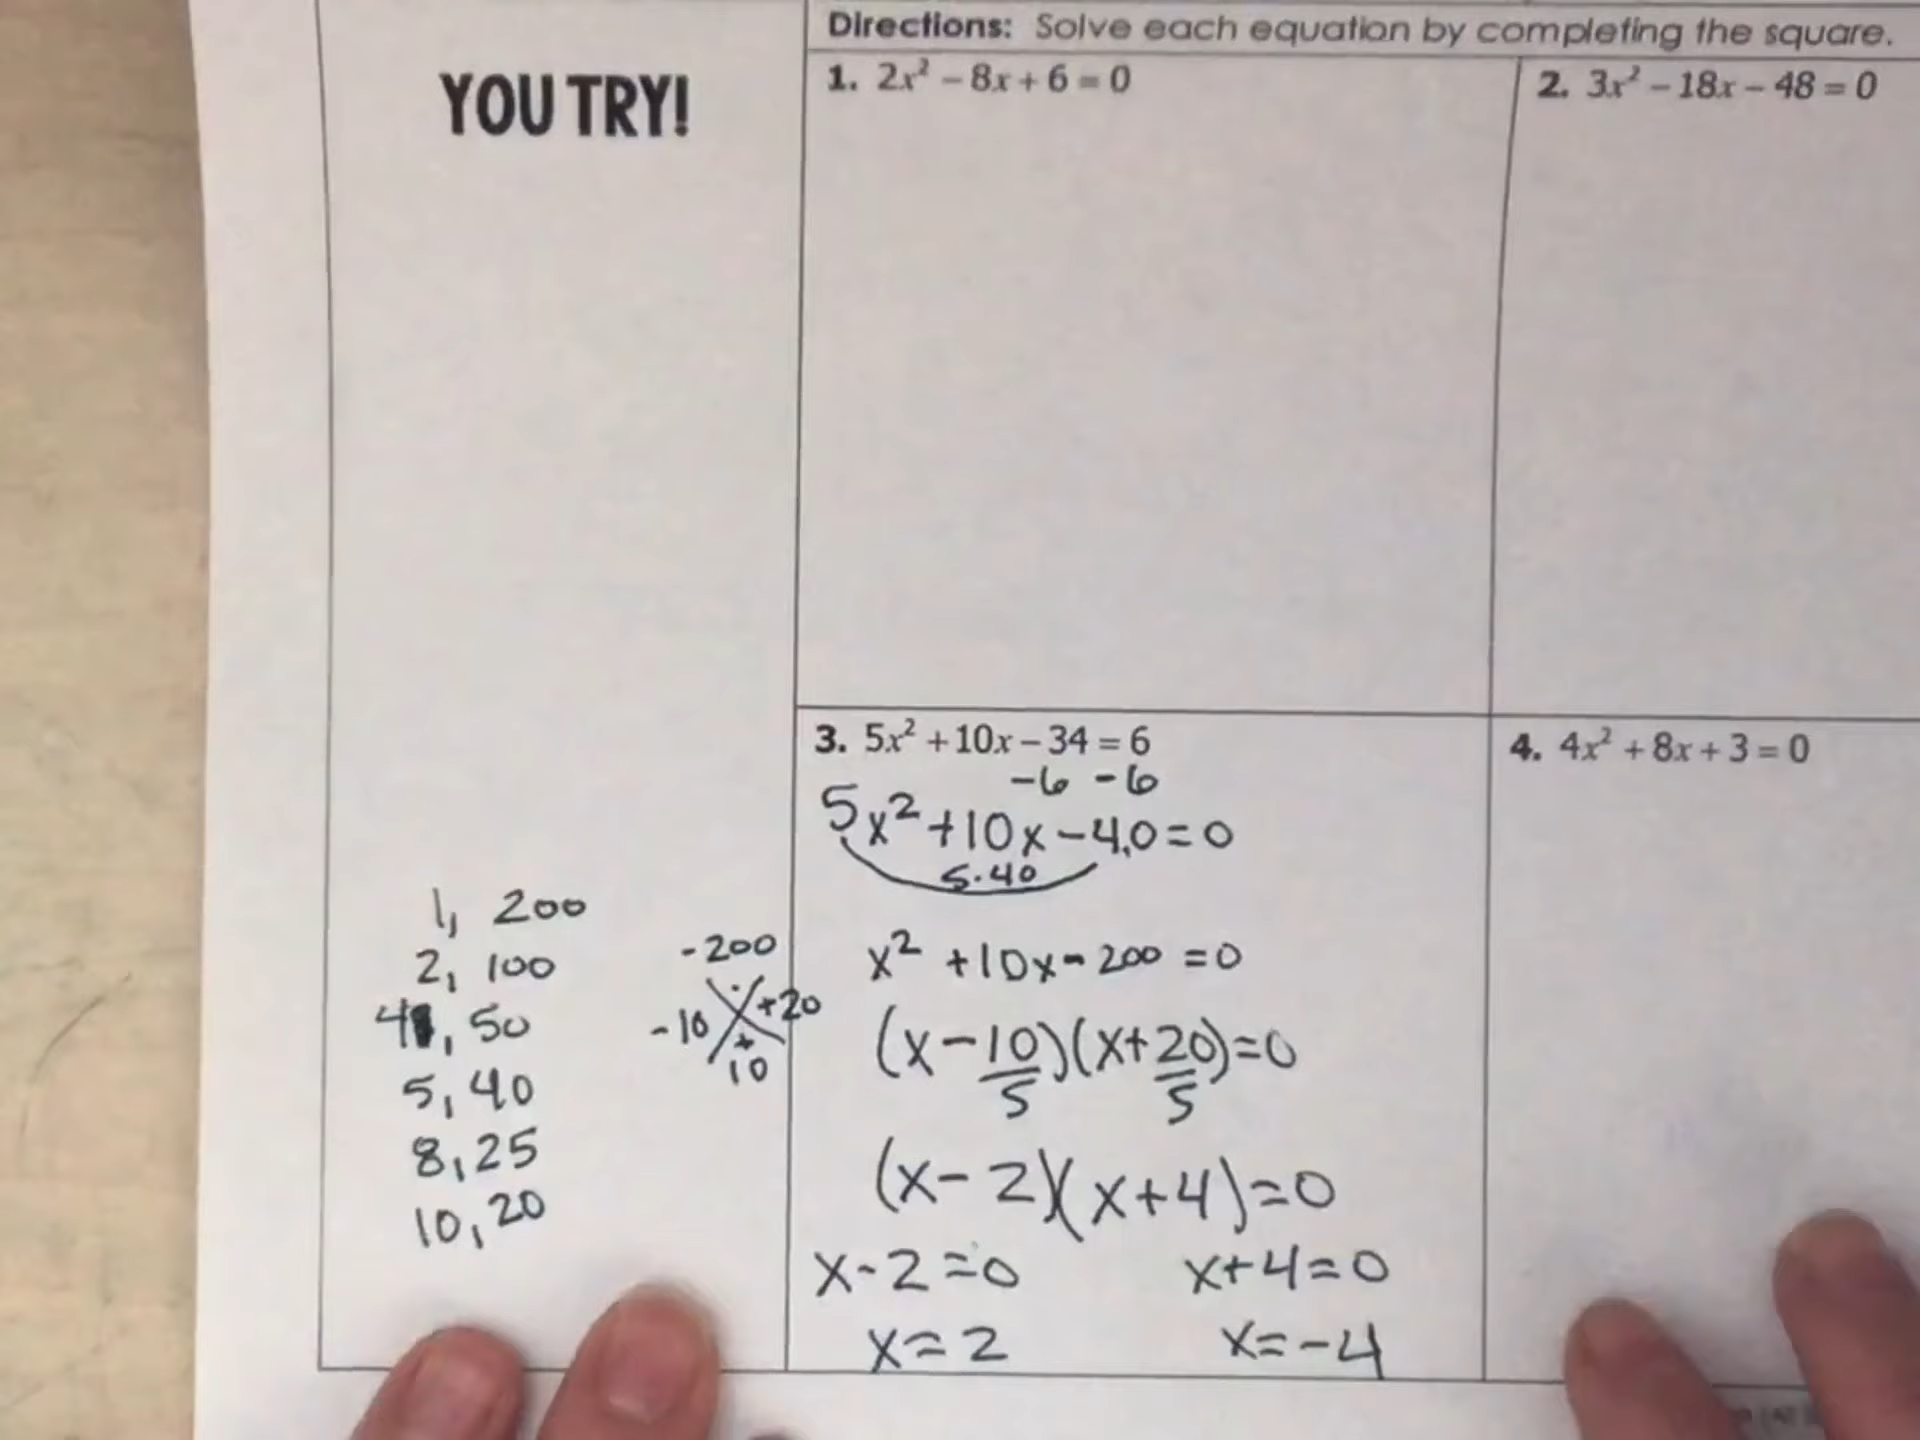 Directions: Solve each equation by completing the square.
YOU TRY!
1. 2x² – 8x + 6 = 0
2. 3x² – 18x – 48 = 0
3. 5x² + 10x – 34 = 6
-6 -6
5x² + 10x - 40 = 0
5·40
x² + 10x - 200 = 0
(x - 10/5)(x + 20/5) = 0
(x - 2)(x + 4) = 0
x - 2 = 0 x + 4 = 0
x = 2 x = -4
1, 200
2, 100
4, 50
5, 40
8, 25
10, 20
-200
·
-10 +20
+
10
4. 4x² + 8x + 3 = 0